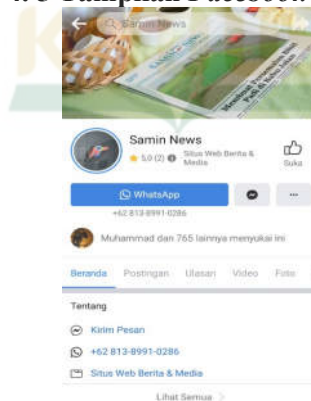 Samin News
Samin News
5,0 (2)
Situs Web Berita &
Media
Suka
WhatsApp
+62 813-8991-0286
Muhammad dan 765 lainnya menyukai ini
Beranda Postingan Ulasan Video Foto
Tentang
Kirim Pesan
+62 813-8991-0286
Situs Web Berita & Media
Lihat Semua